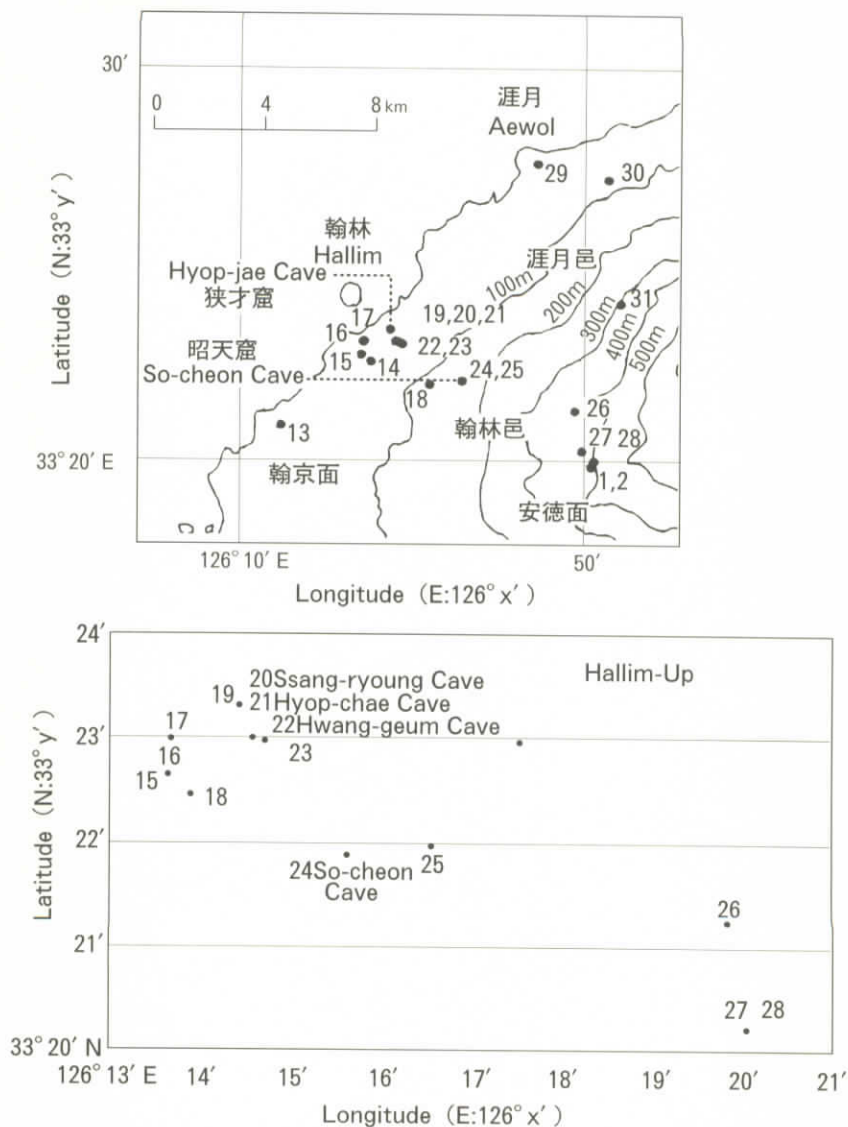 30′
0 4 8 km
涯月
Aewol
29 30
翰林
Hallim
Hyop-jae Cave
狭才窟
涯月邑
100m 200m 300m 400m 500m
31
17 19,20,21
16 22,23
昭天窟
15 14
So-cheon Cave 24,25
18
26
翰林邑
13
27 28
33° 20′ E
翰京面
1,2
安徳面
126° 10′ E 50′
Latitude (N:33° y′)
Longitude (E:126° x′)
24′
20Ssang-ryoung Cave Hallim-Up
19 21Hyop-chae Cave
17 22Hwang-geum Cave
23′
16 23
15 18
22′
24So-cheon 25
Cave
26
21′
27 28
33° 20′ N
126° 13′ E 14′ 15′ 16′ 17′ 18′ 19′ 20′ 21′
Latitude (N:33° y′)
Longitude (E:126° x′)